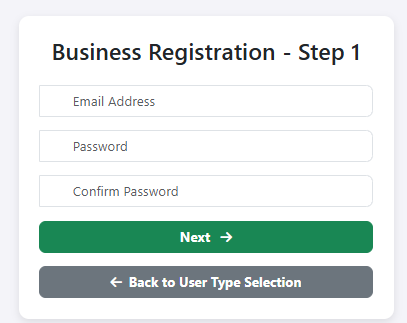 Business Registration - Step 1
Email Address
Password
Confirm Password
Next →
← Back to User Type Selection